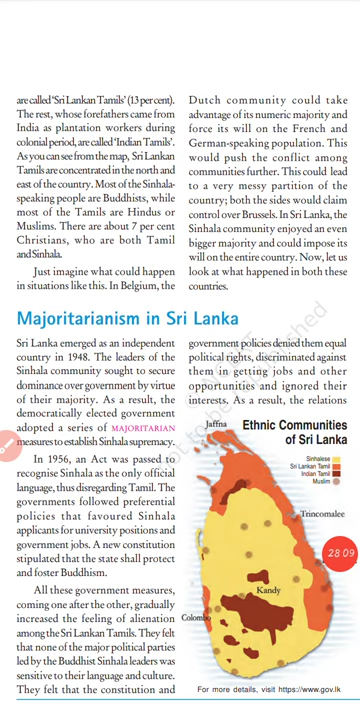 are called 'Sri Lankan Tamils' (13 per cent).
The rest, whose forefathers came from
India as plantation workers during
colonial period, are called 'Indian Tamils'.
As you can see from the map, Sri Lankan
Tamils are concentrated in the north and
east of the country. Most of the Sinhala-
speaking people are Buddhists, while
most of the Tamils are Hindus or
Muslims. There are about 7 per cent
Christians, who are both Tamil
and Sinhala.
Just imagine what could happen
in situations like this. In Belgium, the
Dutch community could take
advantage of its numeric majority and
force its will on the French and
German-speaking population. This
would push the conflict among
communities further. This could lead
to a very messy partition of the
country; both the sides would claim
control over Brussels. In Sri Lanka, the
Sinhala community enjoyed an even
bigger majority and could impose its
will on the entire country. Now, let us
look at what happened in both these
countries.
Majoritarianism in Sri Lanka
Sri Lanka emerged as an independent
country in 1948. The leaders of the
Sinhala community sought to secure
dominance over government by virtue
of their majority. As a result, the
democratically elected government
adopted a series of MAJORITARIAN
measures to establish Sinhala supremacy.
In 1956, an Act was passed to
recognise Sinhala as the only official
language, thus disregarding Tamil. The
governments followed preferential
policies that favoured Sinhala
applicants for university positions and
government jobs. A new constitution
stipulated that the state shall protect
and foster Buddhism.
All these government measures,
coming one after the other, gradually
increased the feeling of alienation
among the Sri Lankan Tamils. They felt
that none of the major political parties
led by the Buddhist Sinhala leaders was
sensitive to their language and culture.
They felt that the constitution and
government policies denied them equal
political rights, discriminated against
them in getting jobs and other
opportunities and ignored their
interests. As a result, the relations
Ethnic Communities
of Sri Lanka
Sinhalese
Sri Lankan Tamil
Indian Tamil
Muslim
Jaffna
Trincomalee
Kandy
Colombo
28 09
For more details, visit https://www.gov.lk